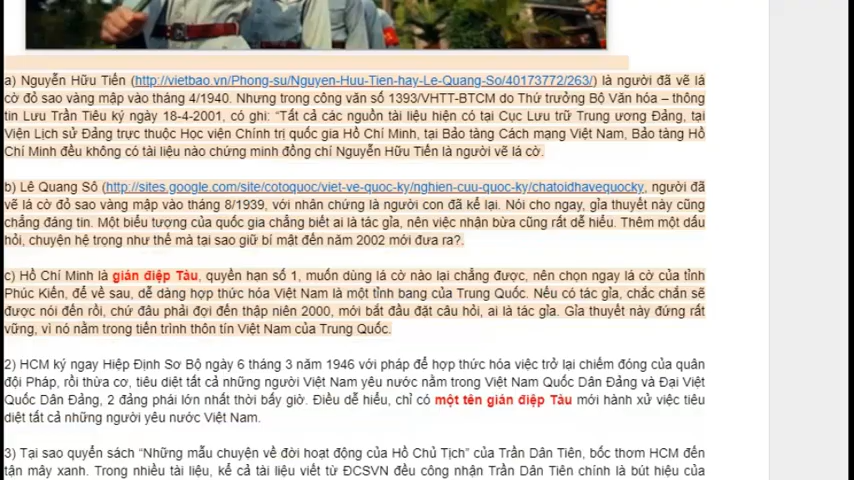 a) Nguyễn Hữu Tiến (http://vietbao.vn/Phong-su/Nguyen-Huu-Tien-hay-Le-Quang-So/40173772/263/) là người đã vẽ lá
cờ đỏ sao vàng mập vào tháng 4/1940. Nhưng trong công văn số 1393/VHTT-BTCM do Thứ trưởng Bộ Văn hóa – thông
tin Lưu Trần Tiêu ký ngày 18-4-2001, có ghi: “Tất cả các nguồn tài liệu hiện có tại Cục Lưu trữ Trung ương Đảng, tại
Viện Lịch sử Đảng trực thuộc Học viện Chính trị quốc gia Hồ Chí Minh, tại Bảo tàng Cách mạng Việt Nam, Bảo tàng Hồ
Chí Minh đều không có tài liệu nào chứng minh đồng chí Nguyễn Hữu Tiến là người vẽ lá cờ.
b) Lê Quang Sô (http://sites.google.com/site/cotoquoc/viet-ve-quoc-ky/nghien-cuu-quoc-ky/chatoidhavequocky, người đã
vẽ lá cờ đỏ sao vàng mập vào tháng 8/1939, với nhân chứng là người con đã kể lại. Nói cho ngay, gỉa thuyết này cũng
chẳng đáng tin. Một biểu tượng của quốc gia chẳng biết ai là tác gỉa, nên việc nhận bừa cũng rất dễ hiểu. Thêm một dấu
hỏi, chuyện hệ trọng như thế mà tại sao giữ bí mật đến năm 2002 mới đưa ra?.
c) Hồ Chí Minh là gián điệp Tàu, quyền hạn số 1, muốn dùng lá cờ nào lại chẳng được, nên chọn ngay lá cờ của tỉnh
Phúc Kiến, để về sau, dễ dàng hợp thức hóa Việt Nam là một tỉnh bang của Trung Quốc. Nếu có tác gỉa, chắc chắn sẽ
được nói đến rồi, chứ đâu phải đợi đến thập niên 2000, mới bắt đầu đặt câu hỏi, ai là tác gỉa. Gỉa thuyết này đứng rất
vững, vì nó nằm trong tiến trình thôn tín Việt Nam của Trung Quốc.
2) HCM ký ngay Hiệp Định Sơ Bộ ngày 6 tháng 3 năm 1946 với pháp để hợp thức hóa việc trở lại chiếm đóng của quân
đội Pháp, rồi thừa cơ, tiêu diệt tất cả những người Việt Nam yêu nước nằm trong Việt Nam Quốc Dân Đảng và Đại Việt
Quốc Dân Đảng, 2 đảng phái lớn nhất thời bấy giờ. Điều dễ hiểu, chỉ có một tên gián điệp Tàu mới hành xử việc tiêu
diệt tất cả những người yêu nước Việt Nam.
3) Tại sao quyển sách “Những mẫu chuyện về đời hoạt động của Hồ Chủ Tịch” của Trần Dân Tiên, bốc thơm HCM đến
tận mây xanh. Trong nhiều tài liệu, kể cả tài liệu viết từ ĐCSVN đều công nhận Trần Dân Tiên chính là bút hiệu của